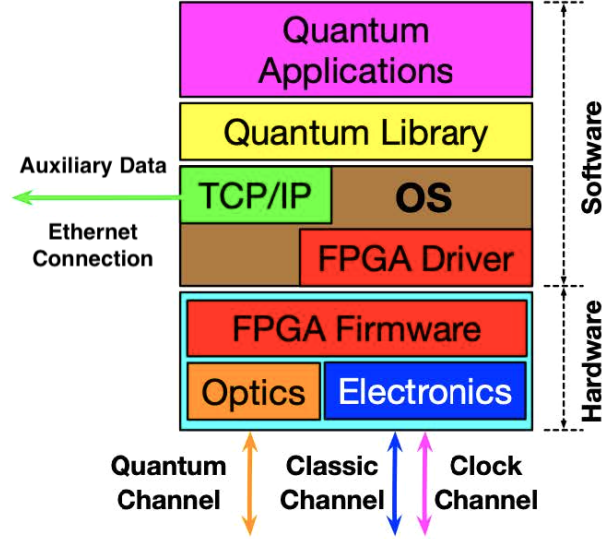 Quantum
Applications
Quantum Library
Auxiliary Data
TCP/IP
OS
Ethernet
Connection
FPGA Driver
Software
FPGA Firmware
Optics
Electronics
Hardware
Quantum
Channel
Classic
Channel
Clock
Channel